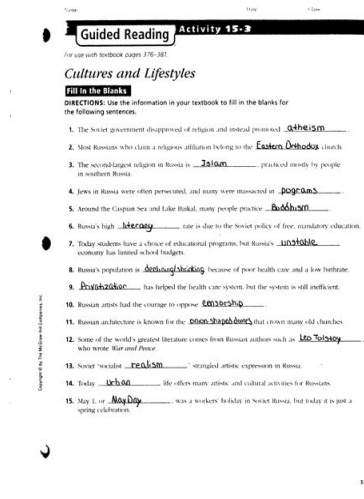 Name Date Class
Guided Reading Activity 15-3
For use with textbook pages 376–381.
Cultures and Lifestyles
Fill In the Blanks
DIRECTIONS: Use the information in your textbook to fill in the blanks for
the following sentences.
1. The Soviet government disapproved of religion and instead promoted atheism.
2. Most Russians who claim a religious affiliation belong to the Eastern Orthodox church.
3. The second-largest religion in Russia is Islam, practiced mostly by people
in southern Russia.
4. Jews in Russia were often persecuted, and many were massacred in pograms.
5. Around the Caspian Sea and Lake Baikal, many people practice Buddhism.
6. Russia's high literacy rate is due to the Soviet policy of free, mandatory education.
7. Today students have a choice of educational programs, but Russia's unstable
economy has limited school budgets.
8. Russia's population is declining/shrinking because of poor health care and a low birthrate.
9. Privatization has helped the health care system, but the system is still inefficient.
10. Russian artists had the courage to oppose censorship.
11. Russian architecture is known for the onion shaped domes that crown many old churches.
12. Some of the world's greatest literature comes from Russian authors such as Leo Tolstoy,
who wrote War and Peace.
13. Soviet "socialist realism" strangled artistic expression in Russia.
14. Today urban life offers many artistic and cultural activities for Russians.
15. May 1, or May Day, was a workers' holiday in Soviet Russia, but today it is just a
spring celebration.
Copyright © by The McGraw-Hill Companies, Inc.